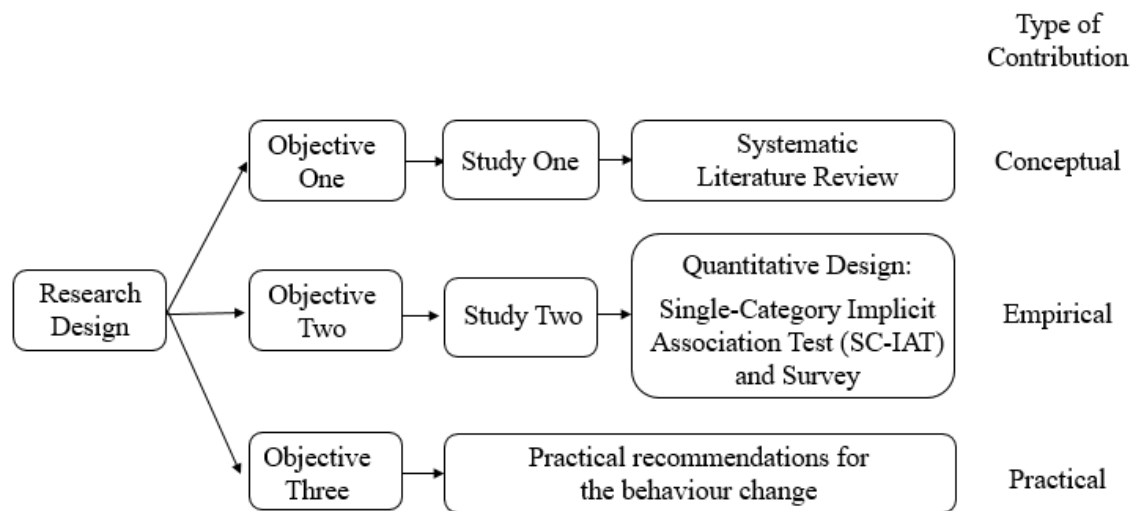 Type of
Contribution
Objective
One
Study One
Systematic
Literature Review
Conceptual
Research
Design
Objective
Two
Study Two
Quantitative Design:
Single-Category Implicit
Association Test (SC-IAT)
and Survey
Empirical
Objective
Three
Practical recommendations for
the behaviour change
Practical